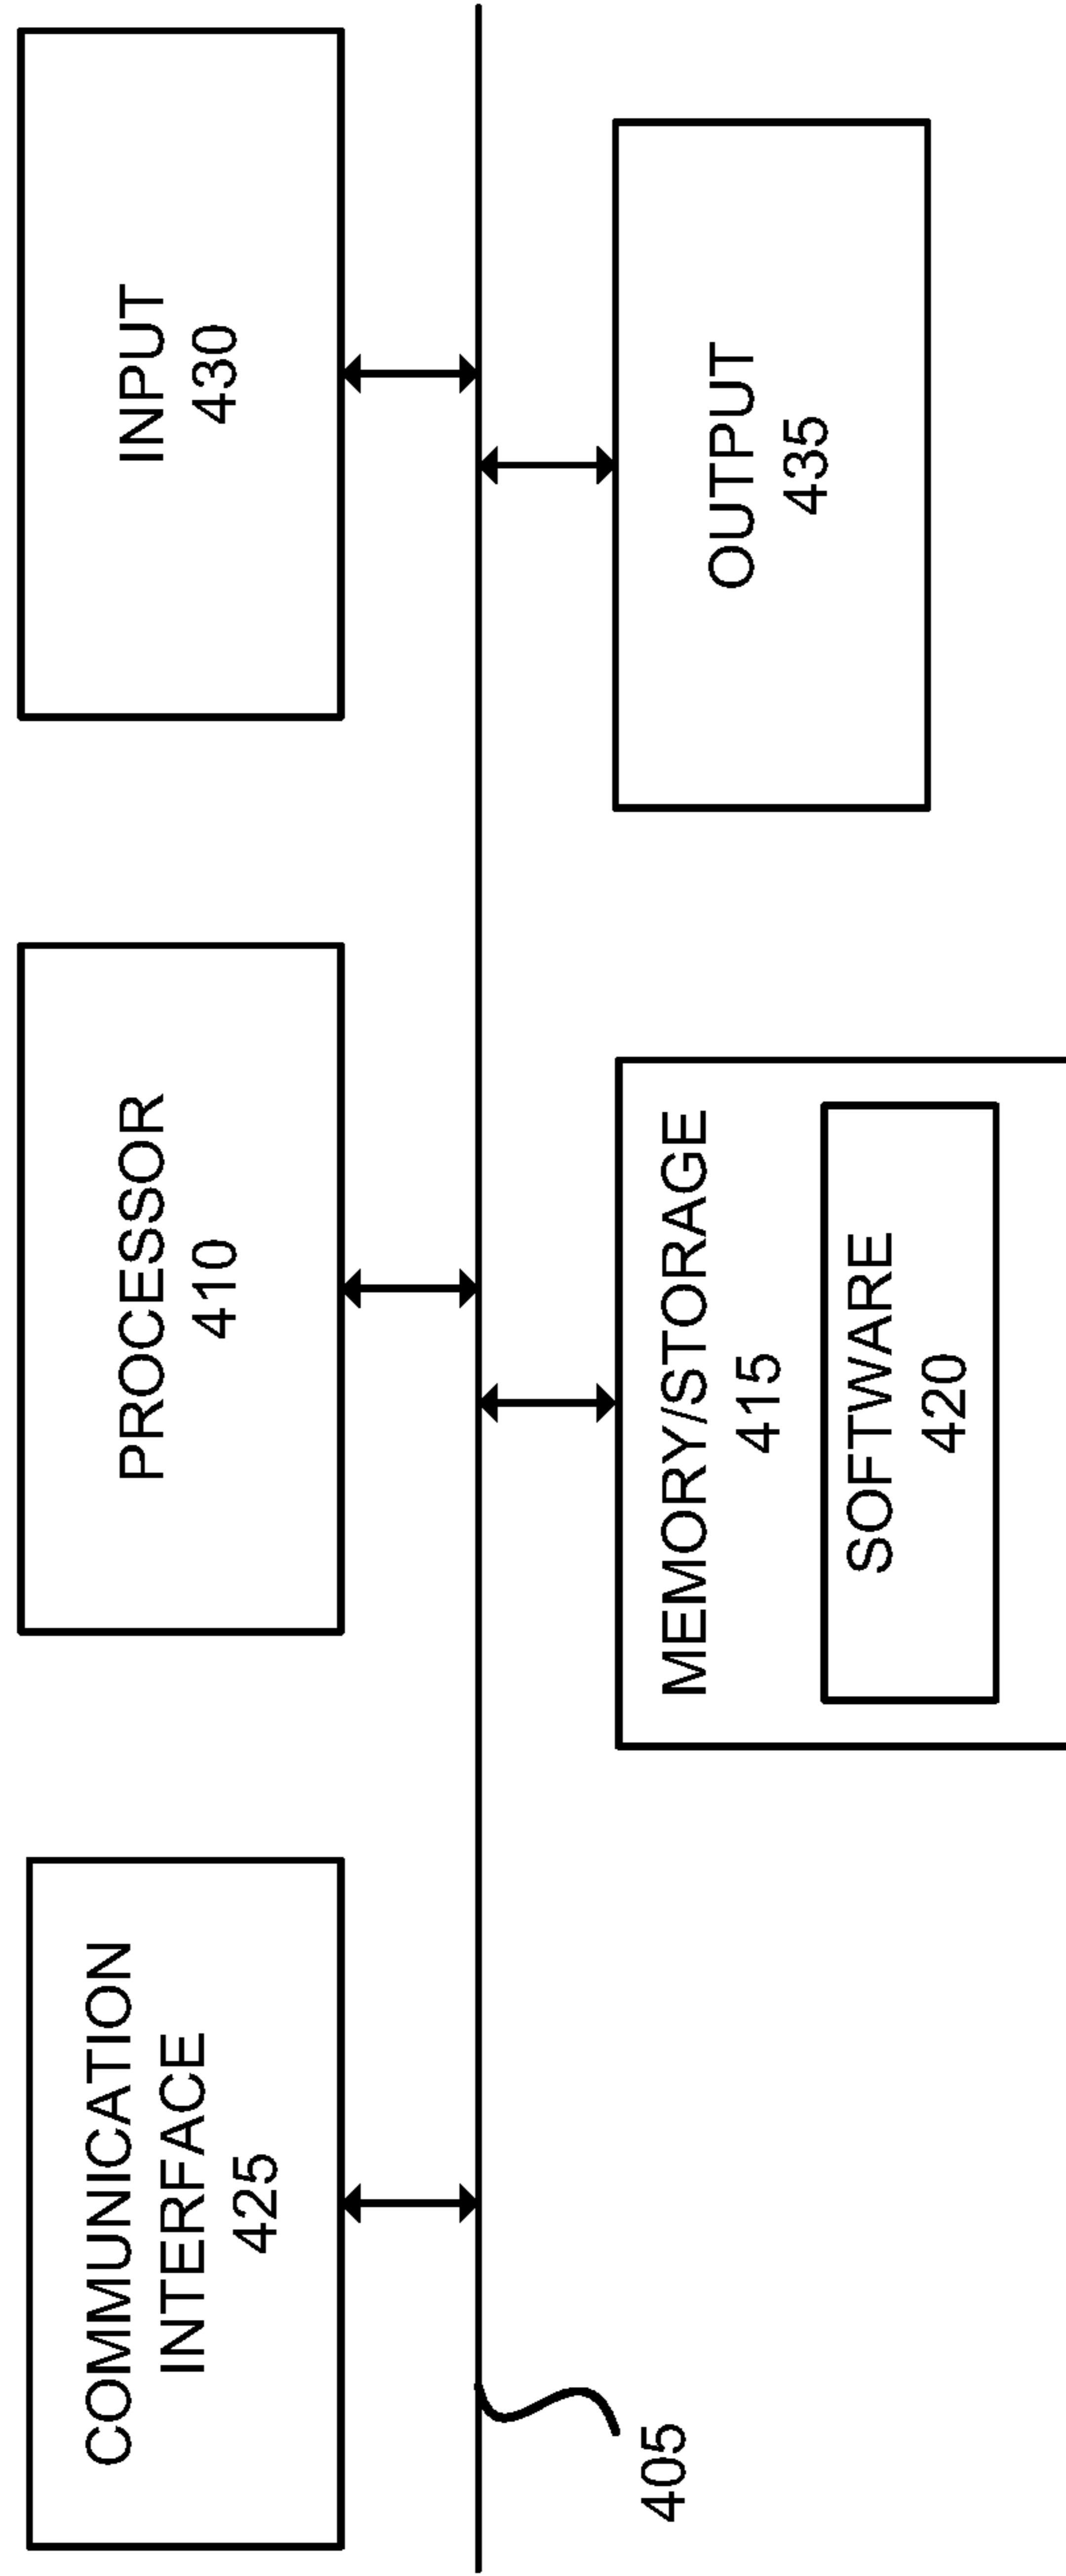 COMMUNICATION
INTERFACE
425
PROCESSOR
410
INPUT
430
405
MEMORY/STORAGE
415
SOFTWARE
420
OUTPUT
435